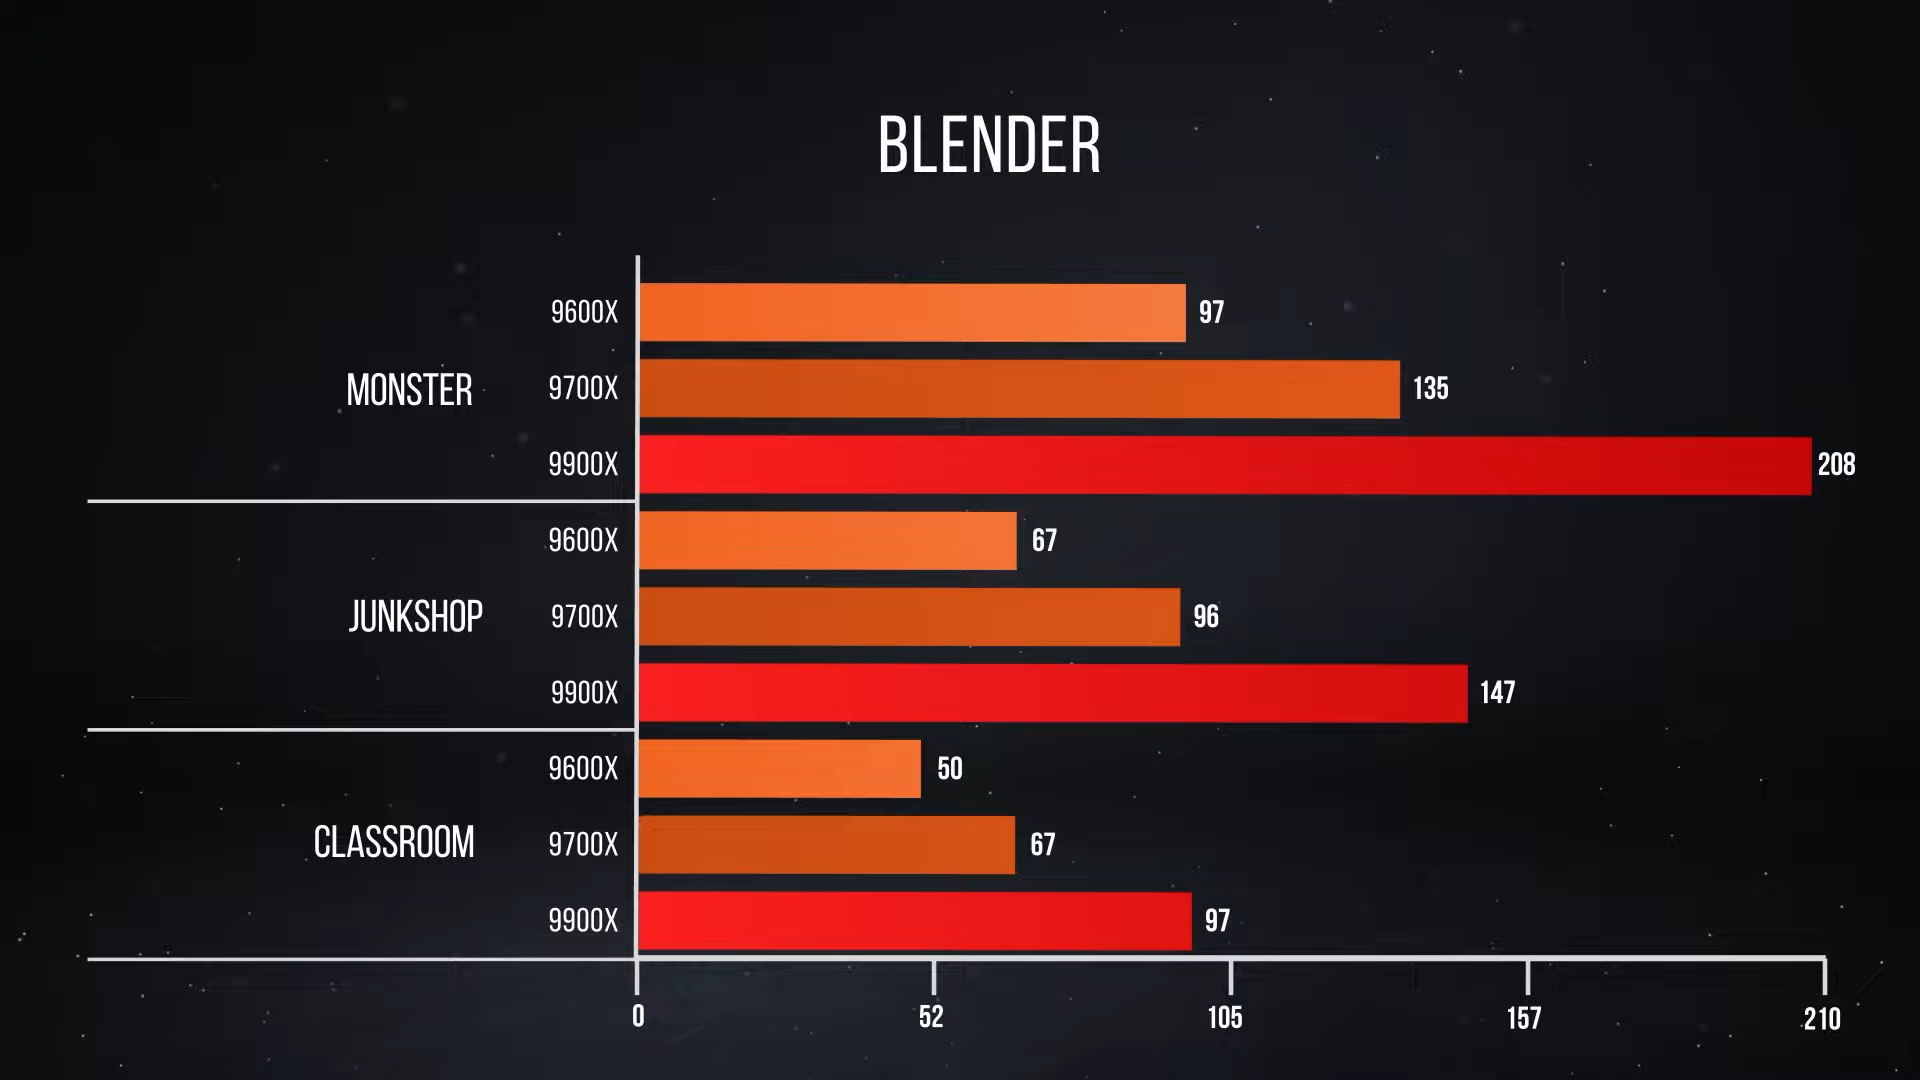 BLENDER
MONSTER
9600X 97
9700X 135
9900X 208
JUNKSHOP
9600X 67
9700X 96
9900X 147
CLASSROOM
9600X 50
9700X 67
9900X 97
0 52 105 157 210